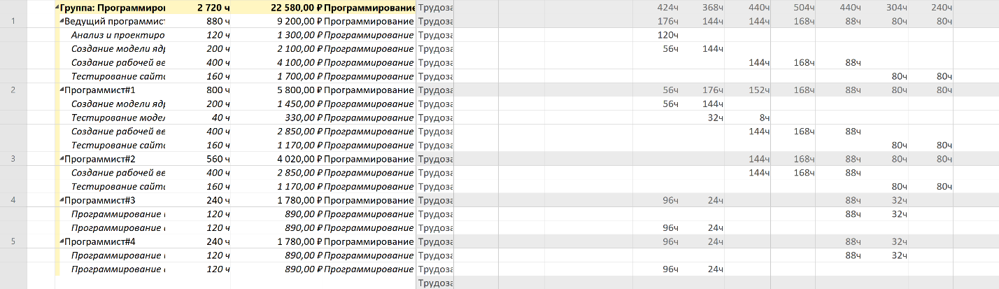 Группа: Программиров 2 720 ч 22 580,00 ₽ Программирование Трудоза 424ч 368ч 440ч 504ч 440ч 304ч 240ч
1 Ведущий программист 880 ч 9 200,00 ₽ Программирование Трудоза 176ч 144ч 144ч 168ч 88ч 80ч 80ч
Анализ и проектиро 120 ч 1 300,00 ₽ Программирование Трудоза 120ч
Создание модели ядр 200 ч 2 100,00 ₽ Программирование Трудоза 56ч 144ч
Создание рабочей ве 400 ч 4 100,00 ₽ Программирование Трудоза 144ч 168ч 88ч
Тестирование сайта 160 ч 1 700,00 ₽ Программирование Трудоза 80ч 80ч
2 Программист#1 800 ч 5 800,00 ₽ Программирование Трудоза 56ч 176ч 152ч 168ч 88ч 80ч 80ч
Создание модели ядр 200 ч 1 450,00 ₽ Программирование Трудоза 56ч 144ч
Тестирование модел 40 ч 330,00 ₽ Программирование Трудоза 32ч 8ч
Создание рабочей ве 400 ч 2 850,00 ₽ Программирование Трудоза 144ч 168ч 88ч
Тестирование сайта 160 ч 1 170,00 ₽ Программирование Трудоза 80ч 80ч
3 Программист#2 560 ч 4 020,00 ₽ Программирование Трудоза 144ч 168ч 88ч 80ч 80ч
Создание рабочей ве 400 ч 2 850,00 ₽ Программирование Трудоза 144ч 168ч 88ч
Тестирование сайта 160 ч 1 170,00 ₽ Программирование Трудоза 80ч 80ч
4 Программист#3 240 ч 1 780,00 ₽ Программирование Трудоза 96ч 24ч 88ч 32ч
Программирование 120 ч 890,00 ₽ Программирование Трудоза 88ч 32ч
Программирование 120 ч 890,00 ₽ Программирование Трудоза 96ч 24ч
5 Программист#4 240 ч 1 780,00 ₽ Программирование Трудоза 96ч 24ч 88ч 32ч
Программирование 120 ч 890,00 ₽ Программирование Трудоза 88ч 32ч
Программирование 120 ч 890,00 ₽ Программирование Трудоза 96ч 24ч
Трудоза